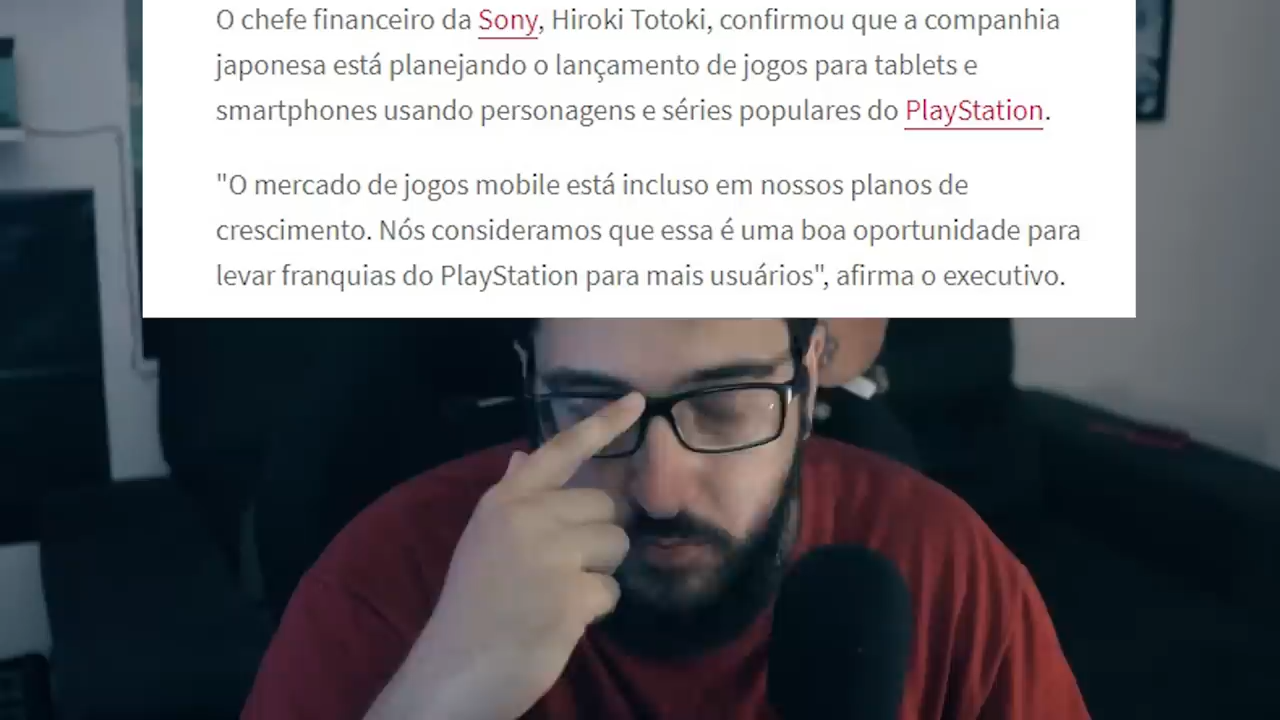 O chefe financeiro da Sony, Hiroki Totoki, confirmou que a companhia
japonesa está planejando o lançamento de jogos para tablets e
smartphones usando personagens e séries populares do PlayStation.
"O mercado de jogos mobile está incluso em nossos planos de
crescimento. Nós consideramos que essa é uma boa oportunidade para
levar franquias do PlayStation para mais usuários", afirma o executivo.